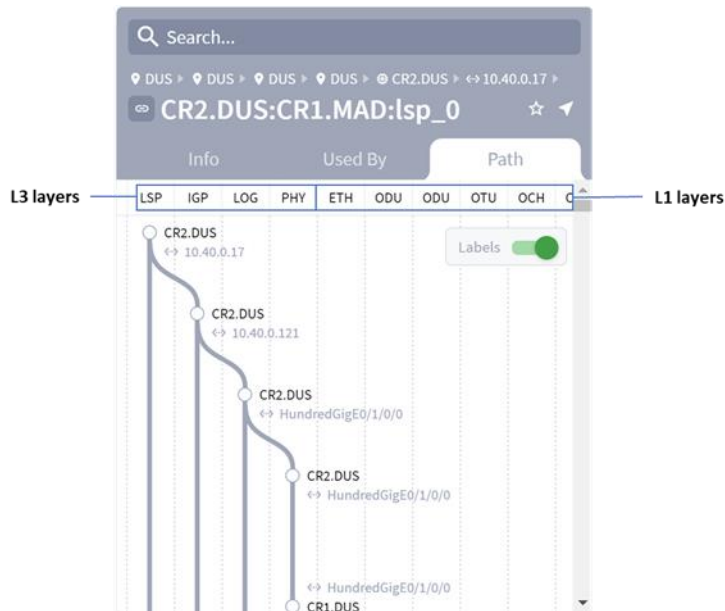 Search...
DUS DUS DUS DUS CR2.DUS 10.40.0.17
CR2.DUS:CR1.MAD:lsp_0
Info Used By Path
L3 layers LSP IGP LOG PHY ETH ODU ODU OTU OCH L1 layers
CR2.DUS
10.40.0.17
Labels
CR2.DUS
10.40.0.121
CR2.DUS
HundredGigE0/1/0/0
CR2.DUS
HundredGigE0/1/0/0
HundredGigE0/1/0/0
CR1.DUS